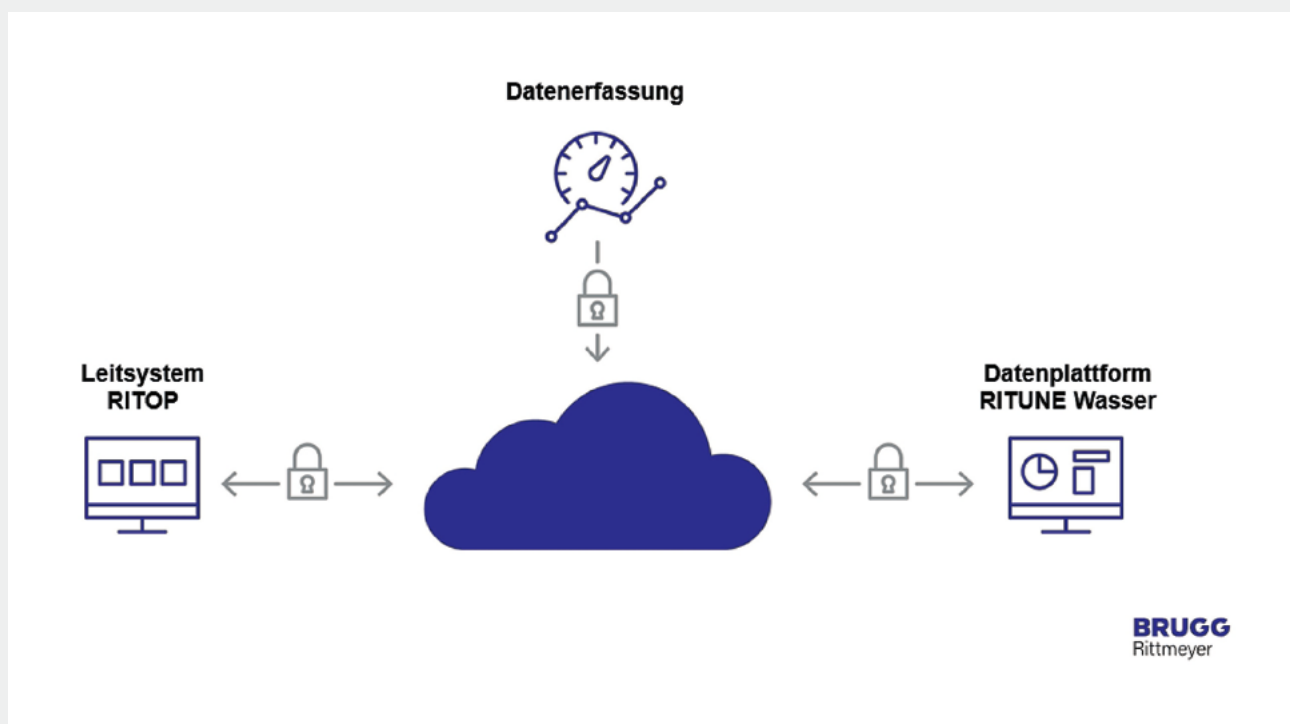 Datenerfassung
Leitsystem
RITOP
Datenplattform
RITUNE Wasser
BRUGG
Rittmeyer